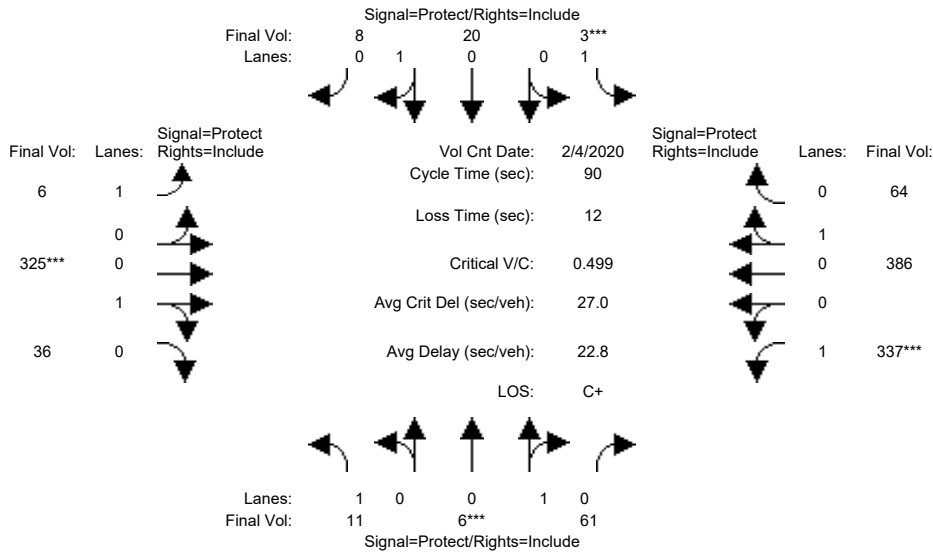 Signal=Protect/Rights=Include
Final Vol: 8 20 3***
Lanes: 0 1 0 0 1
Signal=Protect
Final Vol: Lanes: Rights=Include
Vol Cnt Date: 2/4/2020
Signal=Protect
Rights=Include Lanes: Final Vol:
Cycle Time (sec): 90
6 1
0 64
Loss Time (sec): 12
0
1
325*** 0
Critical V/C: 0.499
0 386
1
Avg Crit Del (sec/veh): 27.0
0
36 0
Avg Delay (sec/veh): 22.8
1 337***
LOS: C+
Lanes: 1 0 0 1 0
Final Vol: 11 6*** 61
Signal=Protect/Rights=Include